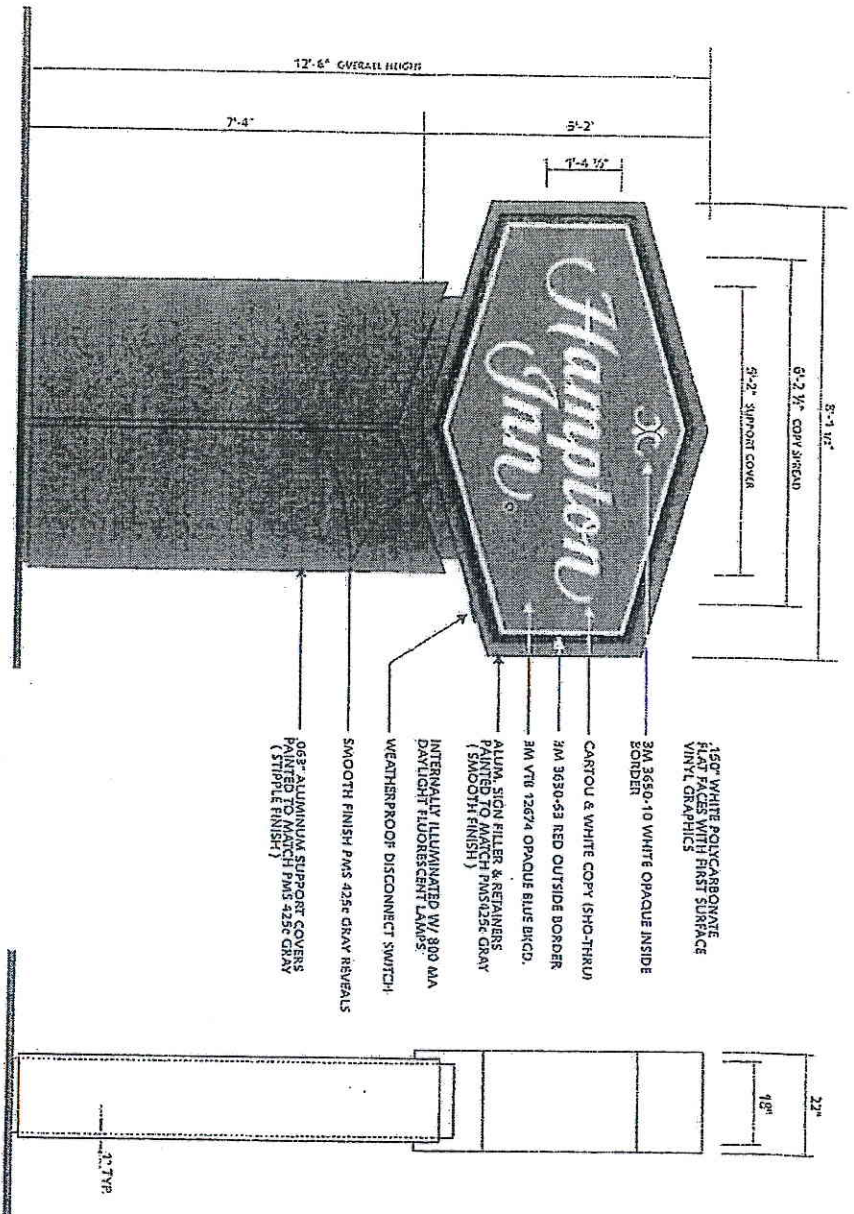 8'-1 ½"
6'-2 ½" COPY SPREAD
5'-2" SUPPORT COVER
12'-6" OVERALL HEIGHT
5'-2"
1'-4 ½"
7'-4"
Hampton
Inn®
.150" WHITE POLYCARBONATE
FLAT FACES WITH FIRST SURFACE
VINYL GRAPHICS
3M 3650-10 WHITE OPAQUE INSIDE
BORDER
CARTOU & WHITE COPY (SHO-THRU)
3M 3630-53 RED OUTSIDE BORDER
3M VTB 12674 OPAQUE BLUE BKGD.
ALUM. SIGN FILLER & RETAINERS
PAINTED TO MATCH PMS425c GRAY
( SMOOTH FINISH )
INTERNALLY ILLUMINATED W/ 800 MA
DAYLIGHT FLUORESCENT LAMPS.
WEATHERPROOF DISCONNECT SWITCH
SMOOTH FINISH PMS 425c GRAY REVEALS
.063" ALUMINUM SUPPORT COVERS
PAINTED TO MATCH PMS 425c GRAY
( STIPPLE FINISH )
22"
18"
1" TYP.